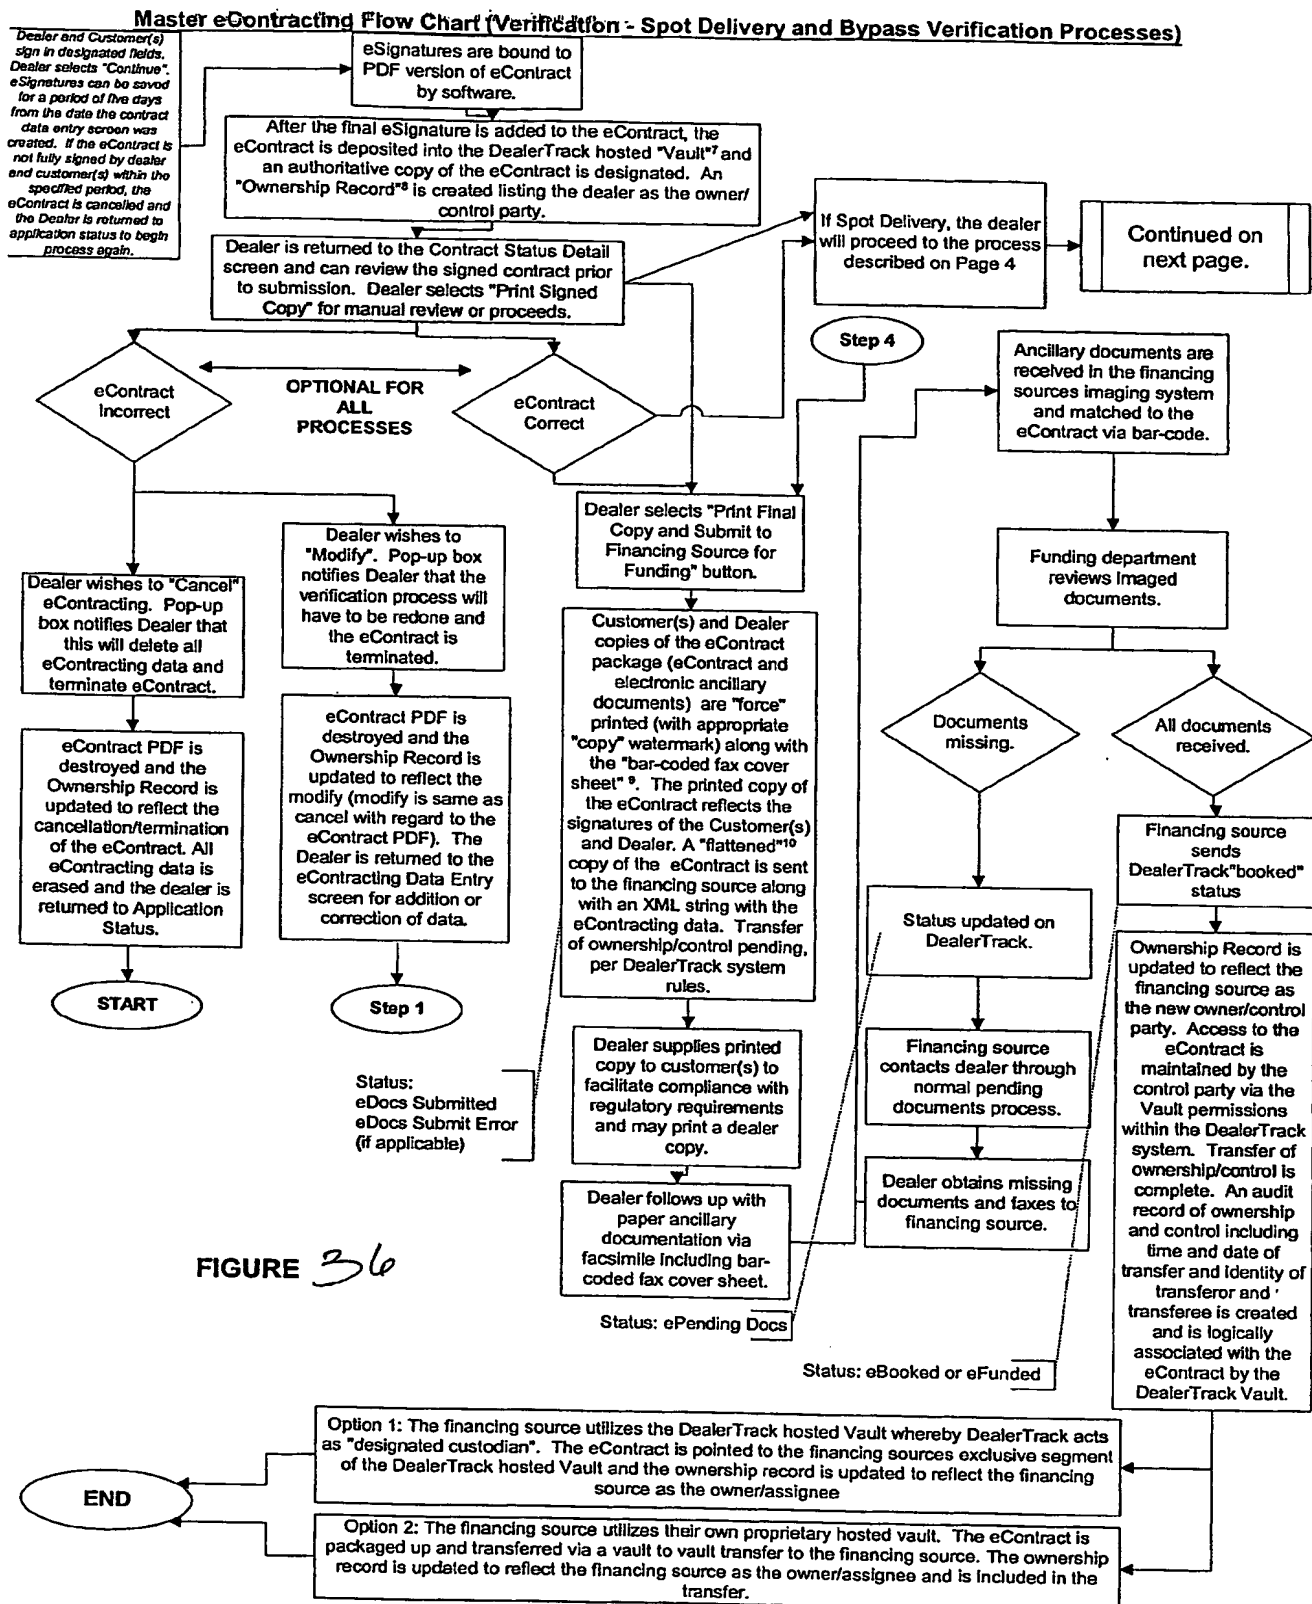 Master eContracting Flow Chart (Verification - Spot Delivery and Bypass Verification Processes)
Dealer and Customer(s)
sign in designated fields.
Dealer selects "Continue".
eSignatures can be saved
for a period of five days
from the date the contract
data entry screen was
created. If the eContract is
not fully signed by dealer
and customer(s) within the
specified period, the
eContract is cancelled and
the Dealer is returned to
application status to begin
process again.
eSignatures are bound to
PDF version of eContract
by software.
After the final eSignature is added to the eContract, the
eContract is deposited into the DealerTrack hosted "Vault"⁷ and
an authoritative copy of the eContract is designated. An
"Ownership Record"⁸ is created listing the dealer as the owner/
control party.
Dealer is returned to the Contract Status Detail
screen and can review the signed contract prior
to submission. Dealer selects "Print Signed
Copy" for manual review or proceeds.
If Spot Delivery, the dealer
will proceed to the process
described on Page 4
Continued on
next page.
eContract
Incorrect
OPTIONAL FOR
ALL
PROCESSES
eContract
Correct
Step 4
Ancillary documents are
received in the financing
sources imaging system
and matched to the
eContract via bar-code.
Dealer wishes to "Cancel"
eContracting. Pop-up
box notifies Dealer that
this will delete all
eContracting data and
terminate eContract.
Dealer wishes to
"Modify". Pop-up box
notifies Dealer that the
verification process will
have to be redone and
the eContract is
terminated.
Dealer selects "Print Final
Copy and Submit to
Financing Source for
Funding" button.
Funding department
reviews Imaged
documents.
eContract PDF is
destroyed and the
Ownership Record is
updated to reflect the
cancellation/termination
of the eContract. All
eContracting data is
erased and the dealer is
returned to Application
Status.
eContract PDF is
destroyed and the
Ownership Record is
updated to reflect the
modify (modify is same as
cancel with regard to the
eContract PDF). The
Dealer is returned to the
eContracting Data Entry
screen for addition or
correction of data.
Customer(s) and Dealer
copies of the eContract
package (eContract and
electronic ancillary
documents) are "force"
printed (with appropriate
"copy" watermark) along with
the "bar-coded fax cover
sheet" ⁹. The printed copy of
the eContract reflects the
signatures of the Customer(s)
and Dealer. A "flattened"¹⁰
copy of the eContract is sent
to the financing source along
with an XML string with the
eContracting data. Transfer
of ownership/control pending,
per DealerTrack system
rules.
Documents
missing.
All documents
received.
Financing source
sends
DealerTrack"booked"
status
Status updated on
DealerTrack.
START
Step 1
Ownership Record is
updated to reflect the
financing source as
the new owner/control
party. Access to the
eContract is
maintained by the
control party via the
Vault permissions
within the DealerTrack
system. Transfer of
ownership/control is
complete. An audit
record of ownership
and control including
time and date of
transfer and identity of
transferor and
transferee is created
and is logically
associated with the
eContract by the
DealerTrack Vault.
Status:
eDocs Submitted
eDocs Submit Error
(if applicable)
Dealer supplies printed
copy to customer(s) to
facilitate compliance with
regulatory requirements
and may print a dealer
copy.
Financing source
contacts dealer through
normal pending
documents process.
Dealer obtains missing
documents and faxes to
financing source.
Dealer follows up with
paper ancillary
documentation via
facsimile including bar-
coded fax cover sheet.
FIGURE 36
Status: ePending Docs
Status: eBooked or eFunded
Option 1: The financing source utilizes the DealerTrack hosted Vault whereby DealerTrack acts
as "designated custodian". The eContract is pointed to the financing sources exclusive segment
of the DealerTrack hosted Vault and the ownership record is updated to reflect the financing
source as the owner/assignee
END
Option 2: The financing source utilizes their own proprietary hosted vault. The eContract is
packaged up and transferred via a vault to vault transfer to the financing source. The ownership
record is updated to reflect the financing source as the owner/assignee and is included in the
transfer.